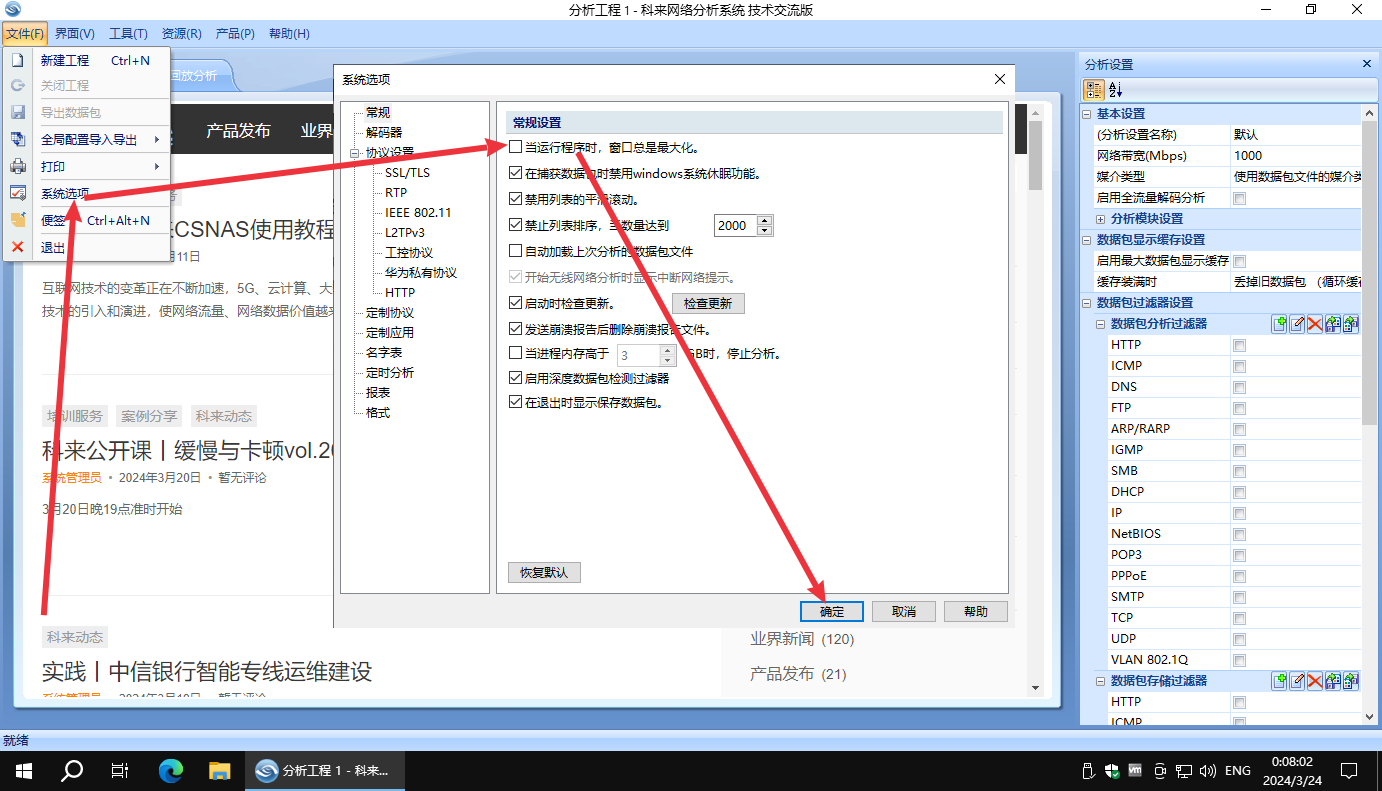 分析工程 1 - 科来网络分析系统 技术交流版
文件(F) 界面(V) 工具(T) 资源(R) 产品(P) 帮助(H)
新建工程 Ctrl+N
关闭工程
导出数据包
全局配置导入导出
打印
系统选项
便签 Ctrl+Alt+N
退出
回放分析
产品发布 业界
CSNAS使用教程
月11日
互联网技术的变革正在不断加速，5G、云计算、大
技术的引入和演进，使网络流量、网络数据价值越来
培训服务 案例分享 科来动态
科来公开课丨缓慢与卡顿vol.20
系统管理员 • 2024年3月20日 • 暂无评论
3月20日晚19点准时开始
科来动态
实践丨中信银行智能专线运维建设
系统管理员 • 2024年3月19日 • 暂无评论
系统选项
常规
解码器
协议设置
SSL/TLS
RTP
IEEE 802.11
L2TPv3
工控协议
华为私有协议
HTTP
定制协议
定制应用
名字表
定时分析
报表
格式
常规设置
当运行程序时，窗口总是最大化。
在捕获数据包时禁用windows系统休眠功能。
禁用列表的平滑滚动。
禁止列表排序，当数量达到 2000
自动加载上次分析的数据包文件
开始无线网络分析时显示中断网络提示。
启动时检查更新。 检查更新
发送崩溃报告后删除崩溃报告文件。
当进程内存高于 3 GB时，停止分析。
启用深度数据包检测过滤器
在退出时显示保存数据包。
恢复默认
确定 取消 帮助
业界新闻 (120)
产品发布 (21)
分析设置
基本设置
(分析设置名称) 默认
网络带宽(Mbps) 1000
媒介类型 使用数据包文件的媒介类
启用全流量解码分析
分析模块设置
数据包显示缓存设置
启用最大数据包显示缓存
缓存装满时 丢掉旧数据包 （循环缓存
数据包过滤器设置
数据包分析过滤器
HTTP
ICMP
DNS
FTP
ARP/RARP
IGMP
SMB
DHCP
IP
NetBIOS
POP3
PPPoE
SMTP
TCP
UDP
VLAN 802.1Q
数据包存储过滤器
HTTP
ICMP
就绪
分析工程 1 - 科来...
ENG
0:08:02
2024/3/24